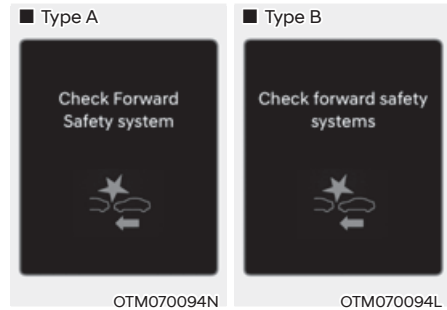 ■ Type A
Check Forward
Safety system
OTM070094N
■ Type B
Check forward safety
systems
OTM070094L